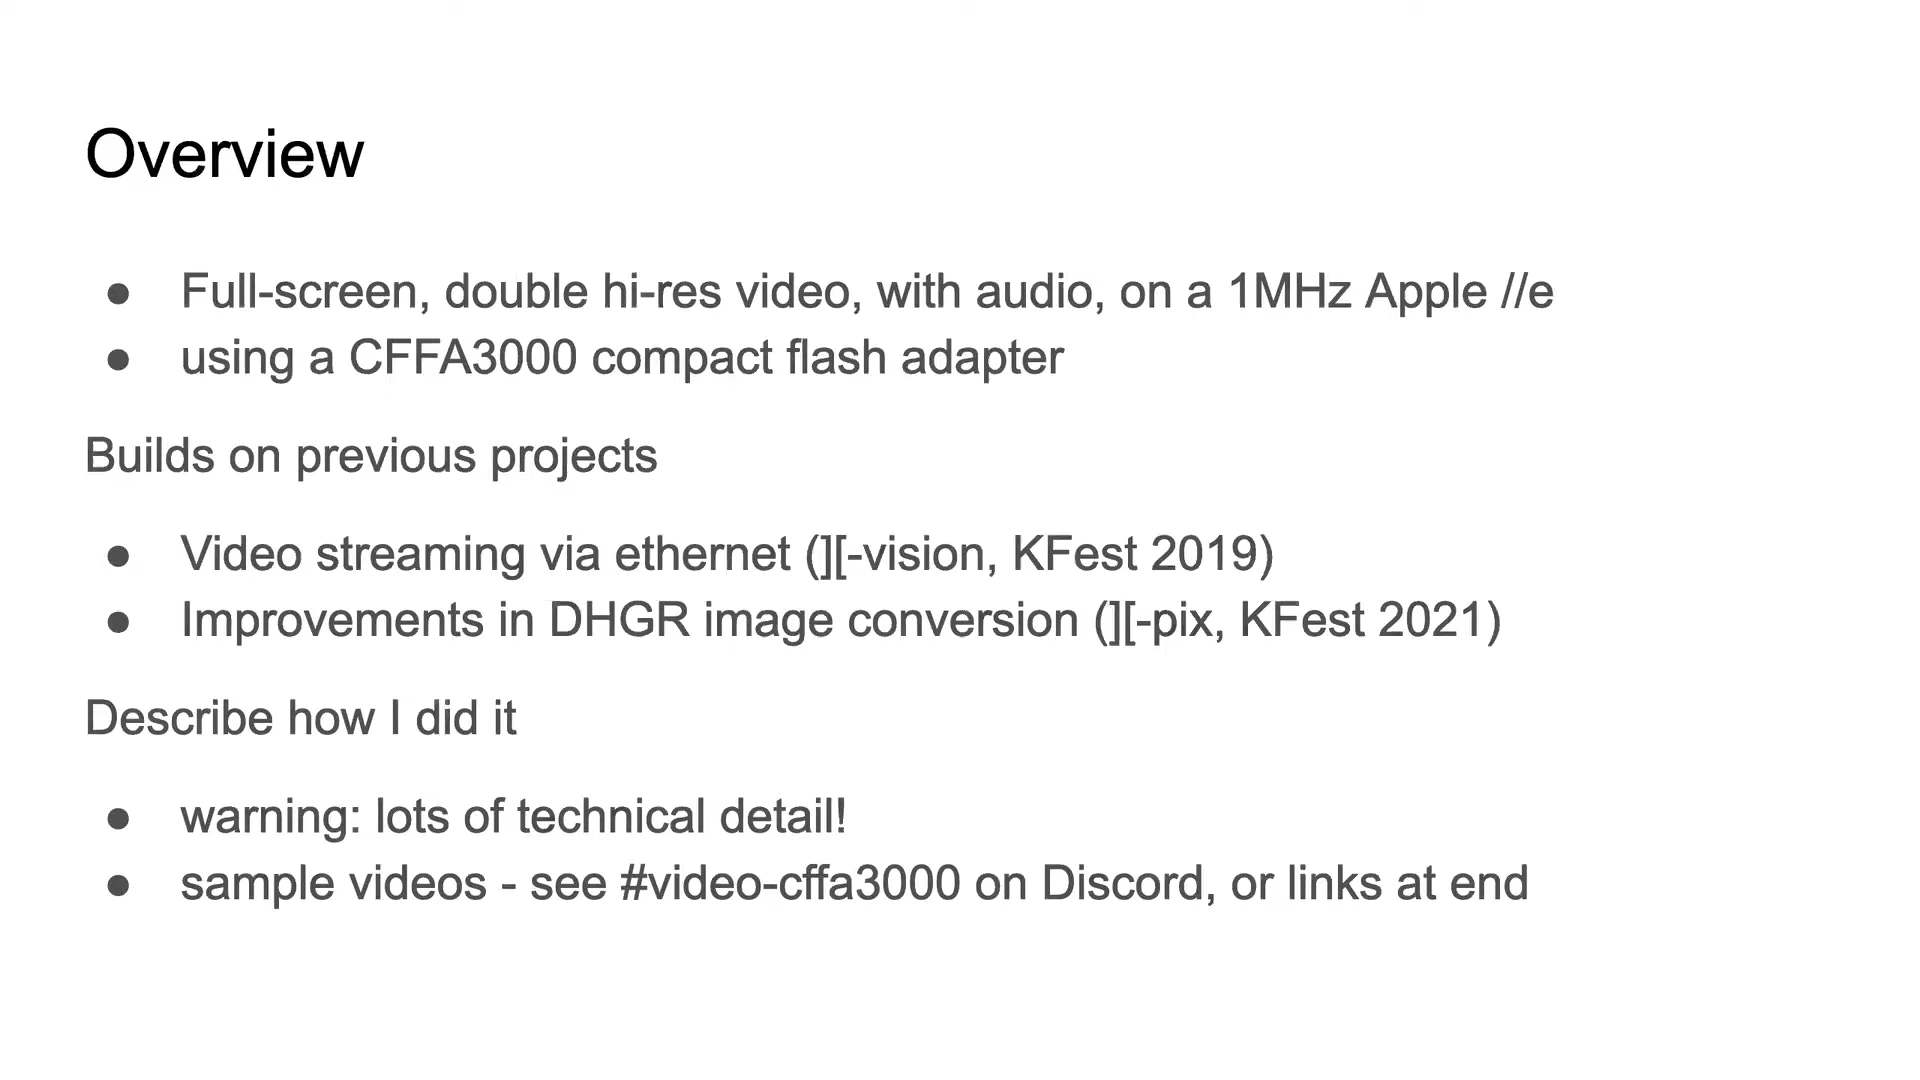 Overview
● Full-screen, double hi-res video, with audio, on a 1MHz Apple //e
● using a CFFA3000 compact flash adapter
Builds on previous projects
● Video streaming via ethernet (][-vision, KFest 2019)
● Improvements in DHGR image conversion (][-pix, KFest 2021)
Describe how I did it
● warning: lots of technical detail!
● sample videos - see #video-cffa3000 on Discord, or links at end